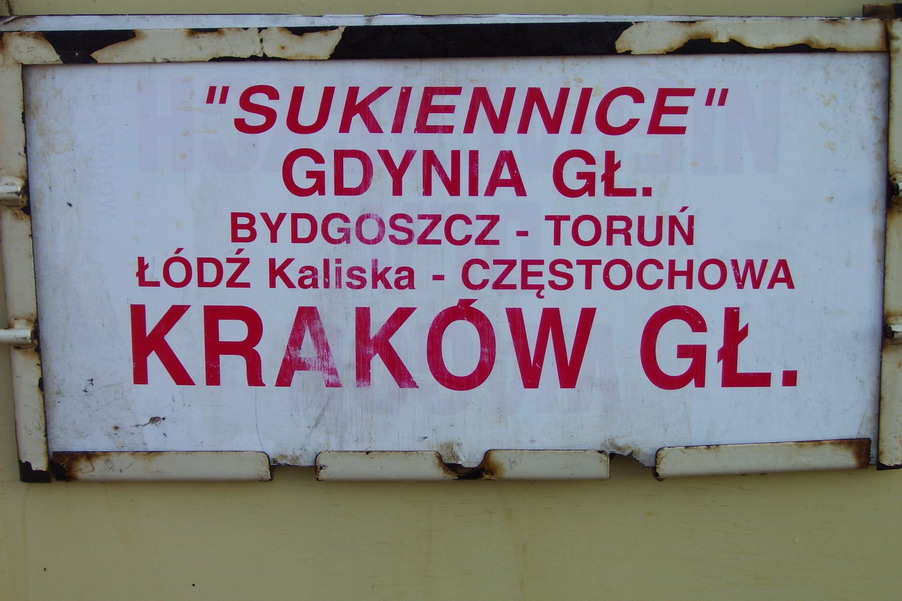 "SUKIENNICE"
GDYNIA GŁ.
BYDGOSZCZ - TORUŃ
ŁÓDŹ Kaliska - CZĘSTOCHOWA
KRAKÓW GŁ.